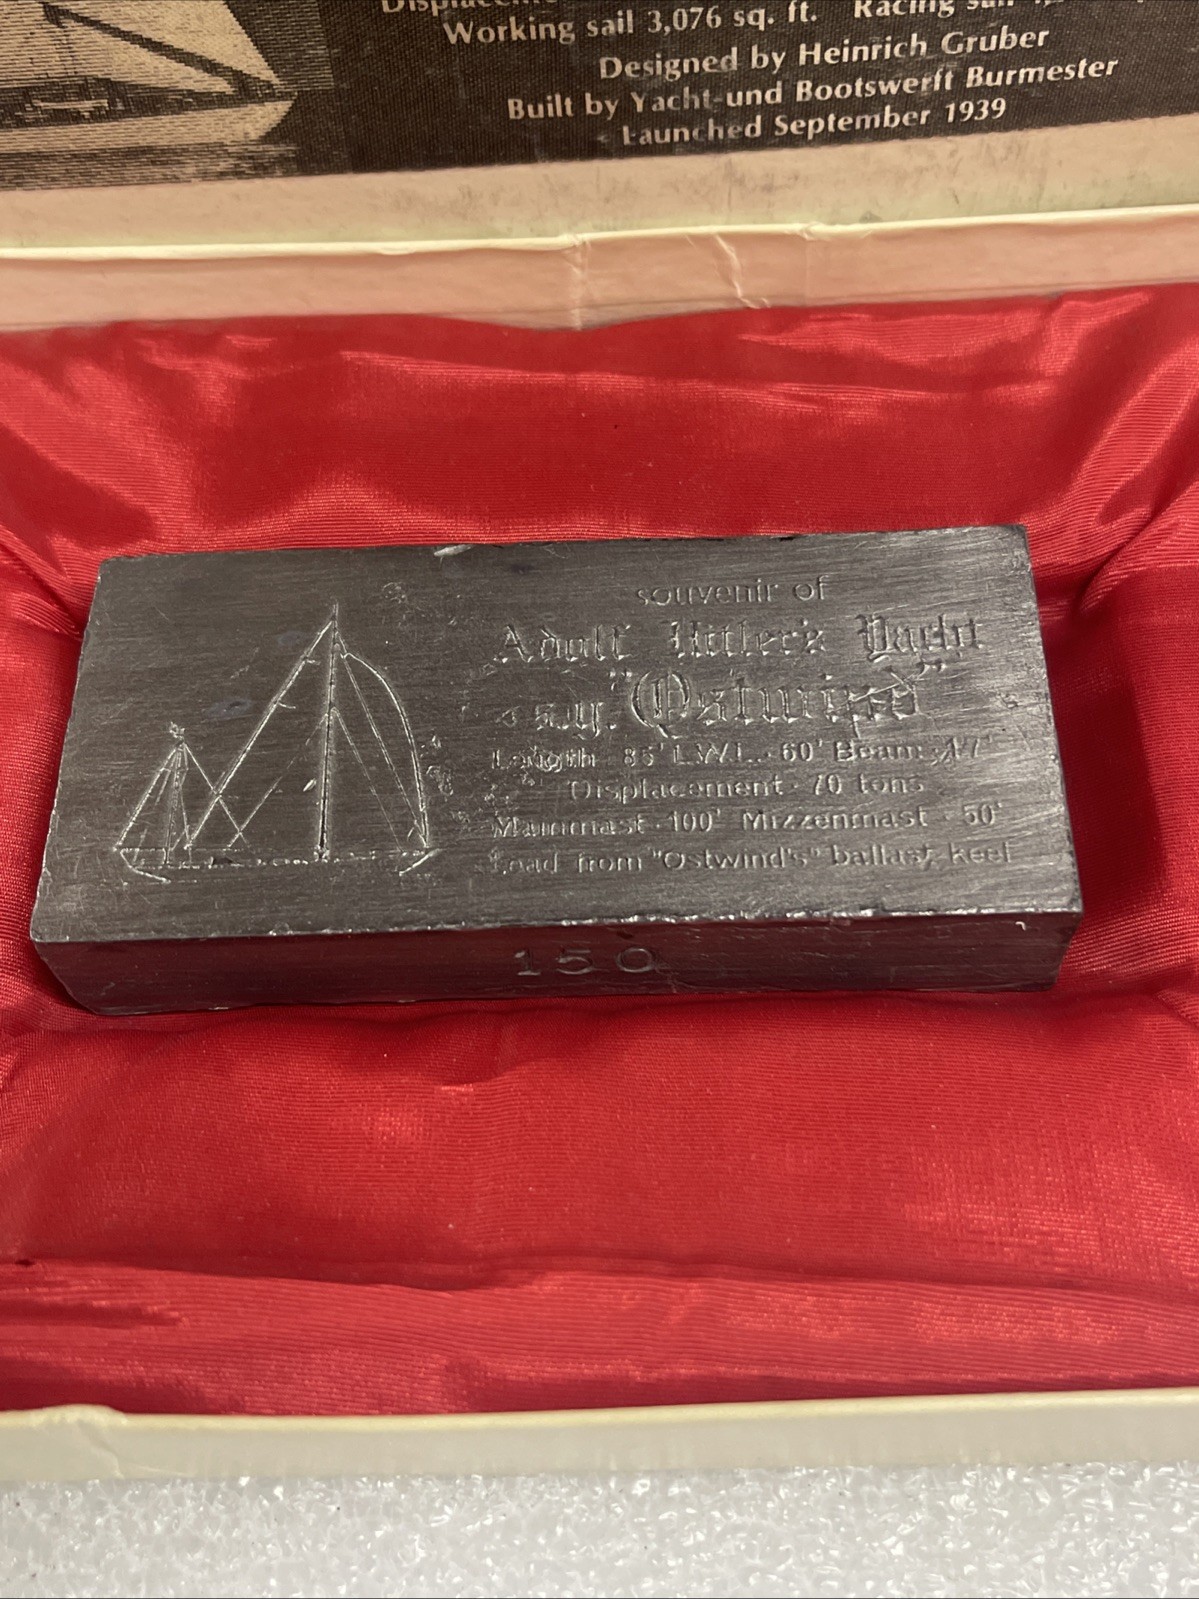 Working sail 3,076 sq. ft. Racing
Designed by Heinrich Gruber
Built by Yacht-und Bootswerft Burmester
Launched September 1939
souvenir of
Adolf Hitler's Yacht
s.y. "Ostwind"
Length · 85' L.W.L. · 60' Beam · 17'
Displacement · 70 tons
Mainmast · 100' Mizzenmast · 50'
Lead from "Ostwind's" ballast keel
150